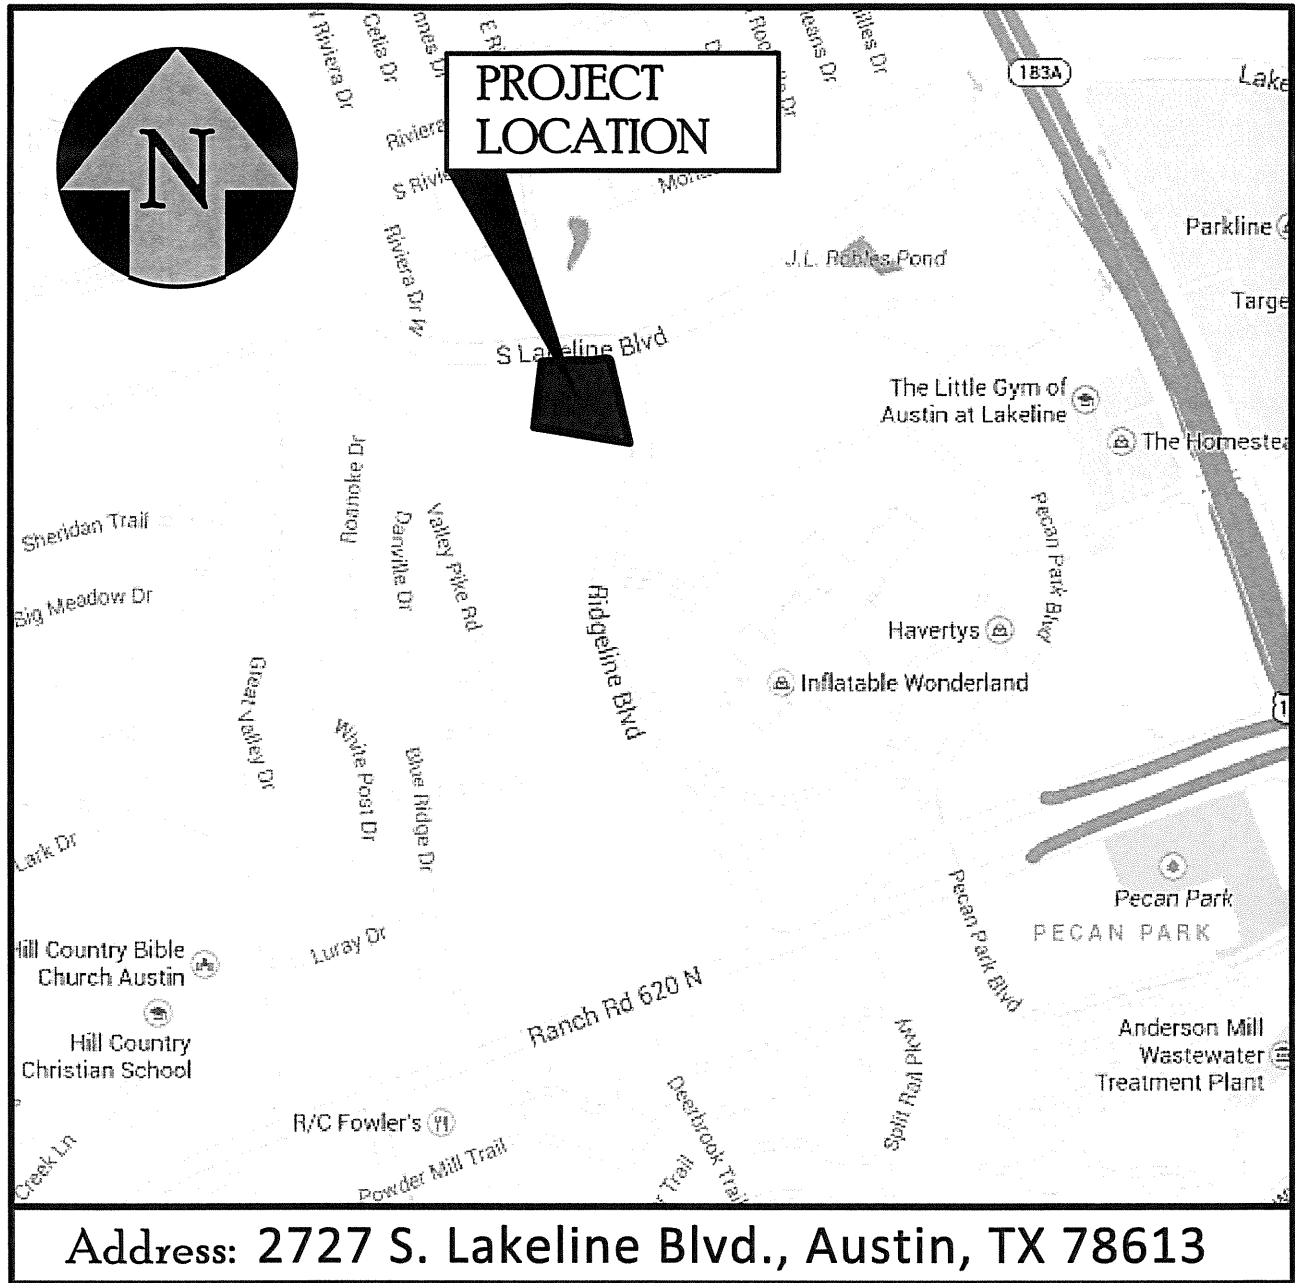 W Riviera Dr
Celia Dr
E Ri
N
PROJECT
LOCATION
183A
Lake
Riviera
S Rivie
Riviera Dr W
Parkline
J.L. Robles Pond
Targe
S Lakeline Blvd
The Little Gym of
Austin at Lakeline
The Homestea
Roanoke Dr
Sheridan Trail
Danville Dr
Valley Pike Rd
Pecan Park Blvd
Big Meadow Dr
Ridgeline Blvd
Havertys
Inflatable Wonderland
Great Valley Dr
White Post Dr
Blue Ridge Dr
1
Lark Dr
Pecan Park
PECAN PARK
Pecan Park Blvd
Hill Country Bible
Church Austin
Luray Dr
Ranch Rd 620 N
Hill Country
Christian School
Anderson Mill
Wastewater
Treatment Plant
Split Rail Pkwy
Deerbrook Trail
R/C Fowler's
Powder Mill Trail
Creek Ln
r Trail
Address: 2727 S. Lakeline Blvd., Austin, TX 78613